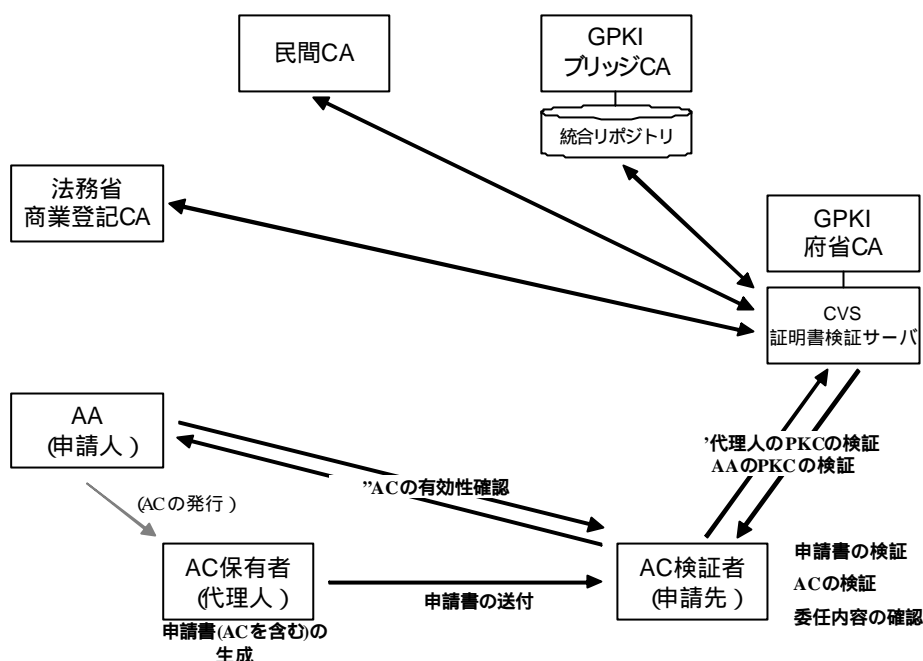 民間CA
GPKI
ブリッジCA
統合リポジトリ
法務省
商業登記CA
GPKI
府省CA
CVS
証明書検証サーバ
AA
(申請人)
’代理人のPKCの検証
AAのPKCの検証
”ACの有効性確認
(ACの発行)
AC保有者
(代理人)
申請書(ACを含む)の
生成
申請書の送付
AC検証者
(申請先)
申請書の検証
ACの検証
委任内容の確認